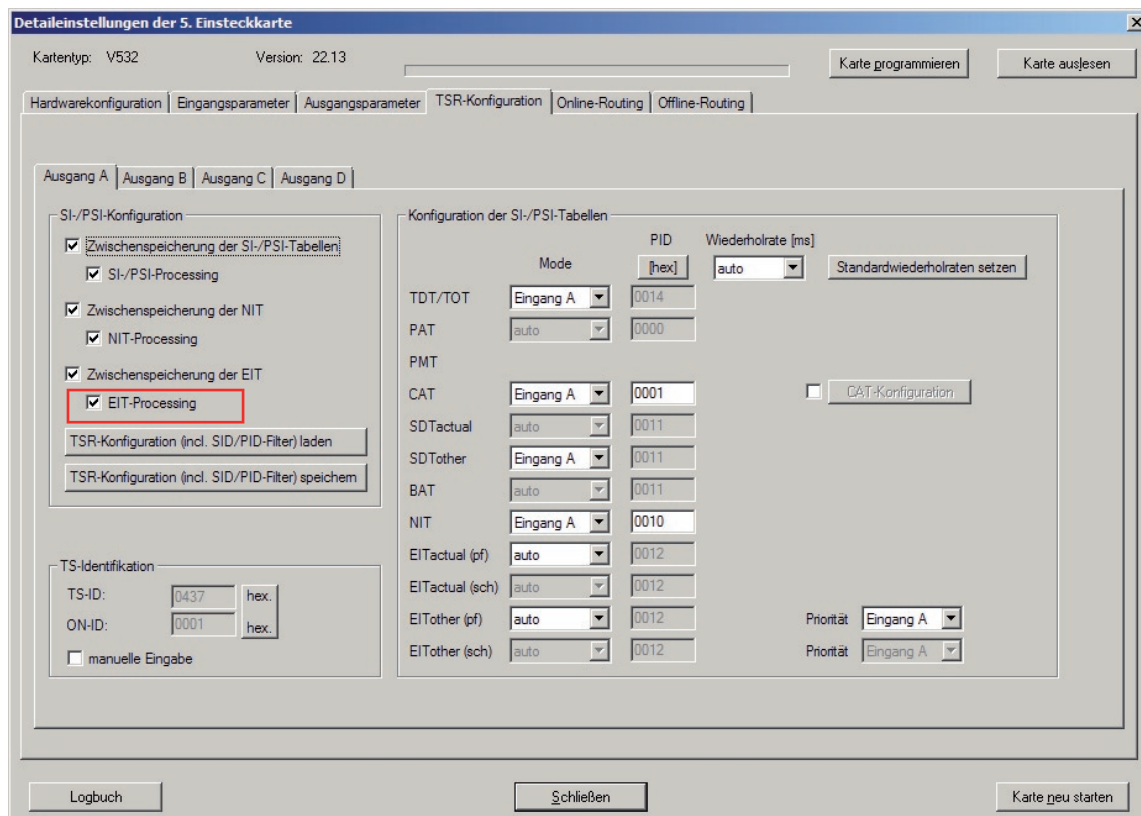 Detaileinstellungen der 5. Einsteckkarte
Kartentyp: V532 Version: 22.13 Karte programmieren Karte auslesen
Hardwarekonfiguration Eingangsparameter Ausgangsparameter TSR-Konfiguration Online-Routing Offline-Routing
Ausgang A Ausgang B Ausgang C Ausgang D
SI-/PSI-Konfiguration
Zwischenspeicherung der SI-/PSI-Tabellen
SI-/PSI-Processing
Zwischenspeicherung der NIT
NIT-Processing
Zwischenspeicherung der EIT
EIT-Processing
TSR-Konfiguration (incl. SID/PID-Filter) laden
TSR-Konfiguration (incl. SID/PID-Filter) speichern
TS-Identifikation
TS-ID: 0437 hex.
ON-ID: 0001 hex.
manuelle Eingabe
Konfiguration der SI-/PSI-Tabellen
PID Wiederholrate [ms]
Mode [hex] auto Standardwiederholraten setzen
TDT/TOT Eingang A 0014
PAT auto 0000
PMT
CAT Eingang A 0001 CAT-Konfiguration
SDTactual auto 0011
SDTother Eingang A 0011
BAT auto 0011
NIT Eingang A 0010
EITactual (pf) auto 0012
EITactual (sch) auto 0012
EITother (pf) auto 0012 Priorität Eingang A
EITother (sch) auto 0012 Priorität Eingang A
Logbuch Schließen Karte neu starten